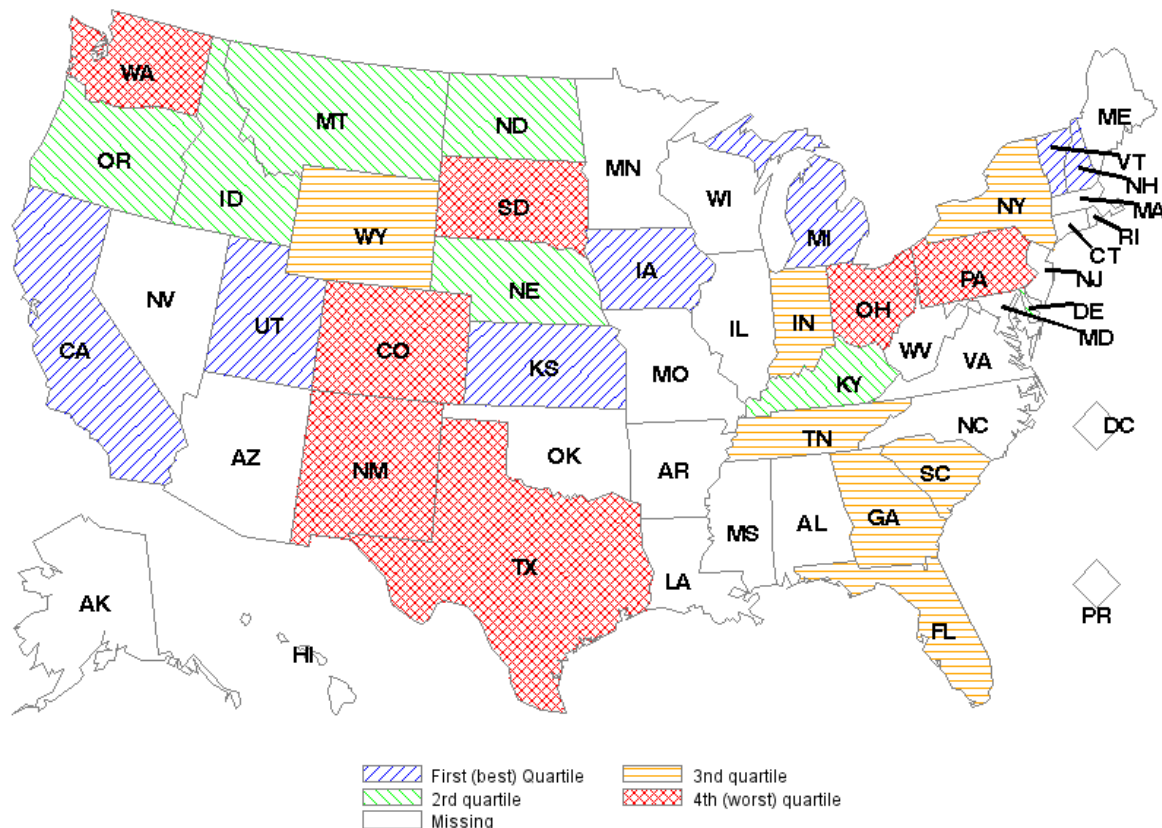 WA
ME
MT
ND
OR
MN
VT
ID
SD
WI
NH
NY
MA
WY
MI
RI
IA
CT
PA
NJ
NE
NV
OH
DE
UT
IL
IN
MD
CA
CO
WV
VA
KS
MO
KY
TN
NC
DC
AZ
OK
NM
AR
SC
GA
MS
AL
TX
LA
AK
PR
FL
HI
First (best) Quartile
3nd quartile
2rd quartile
4th (worst) quartile
Missing